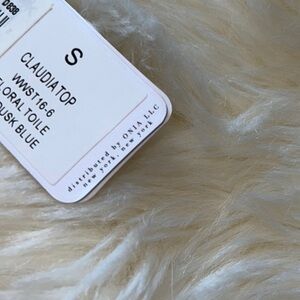 S
CLAUDIA TOP
WWST16-6
FLORAL TOILE
DUSK BLUE
distributed by ONIA LLC
new york, new york